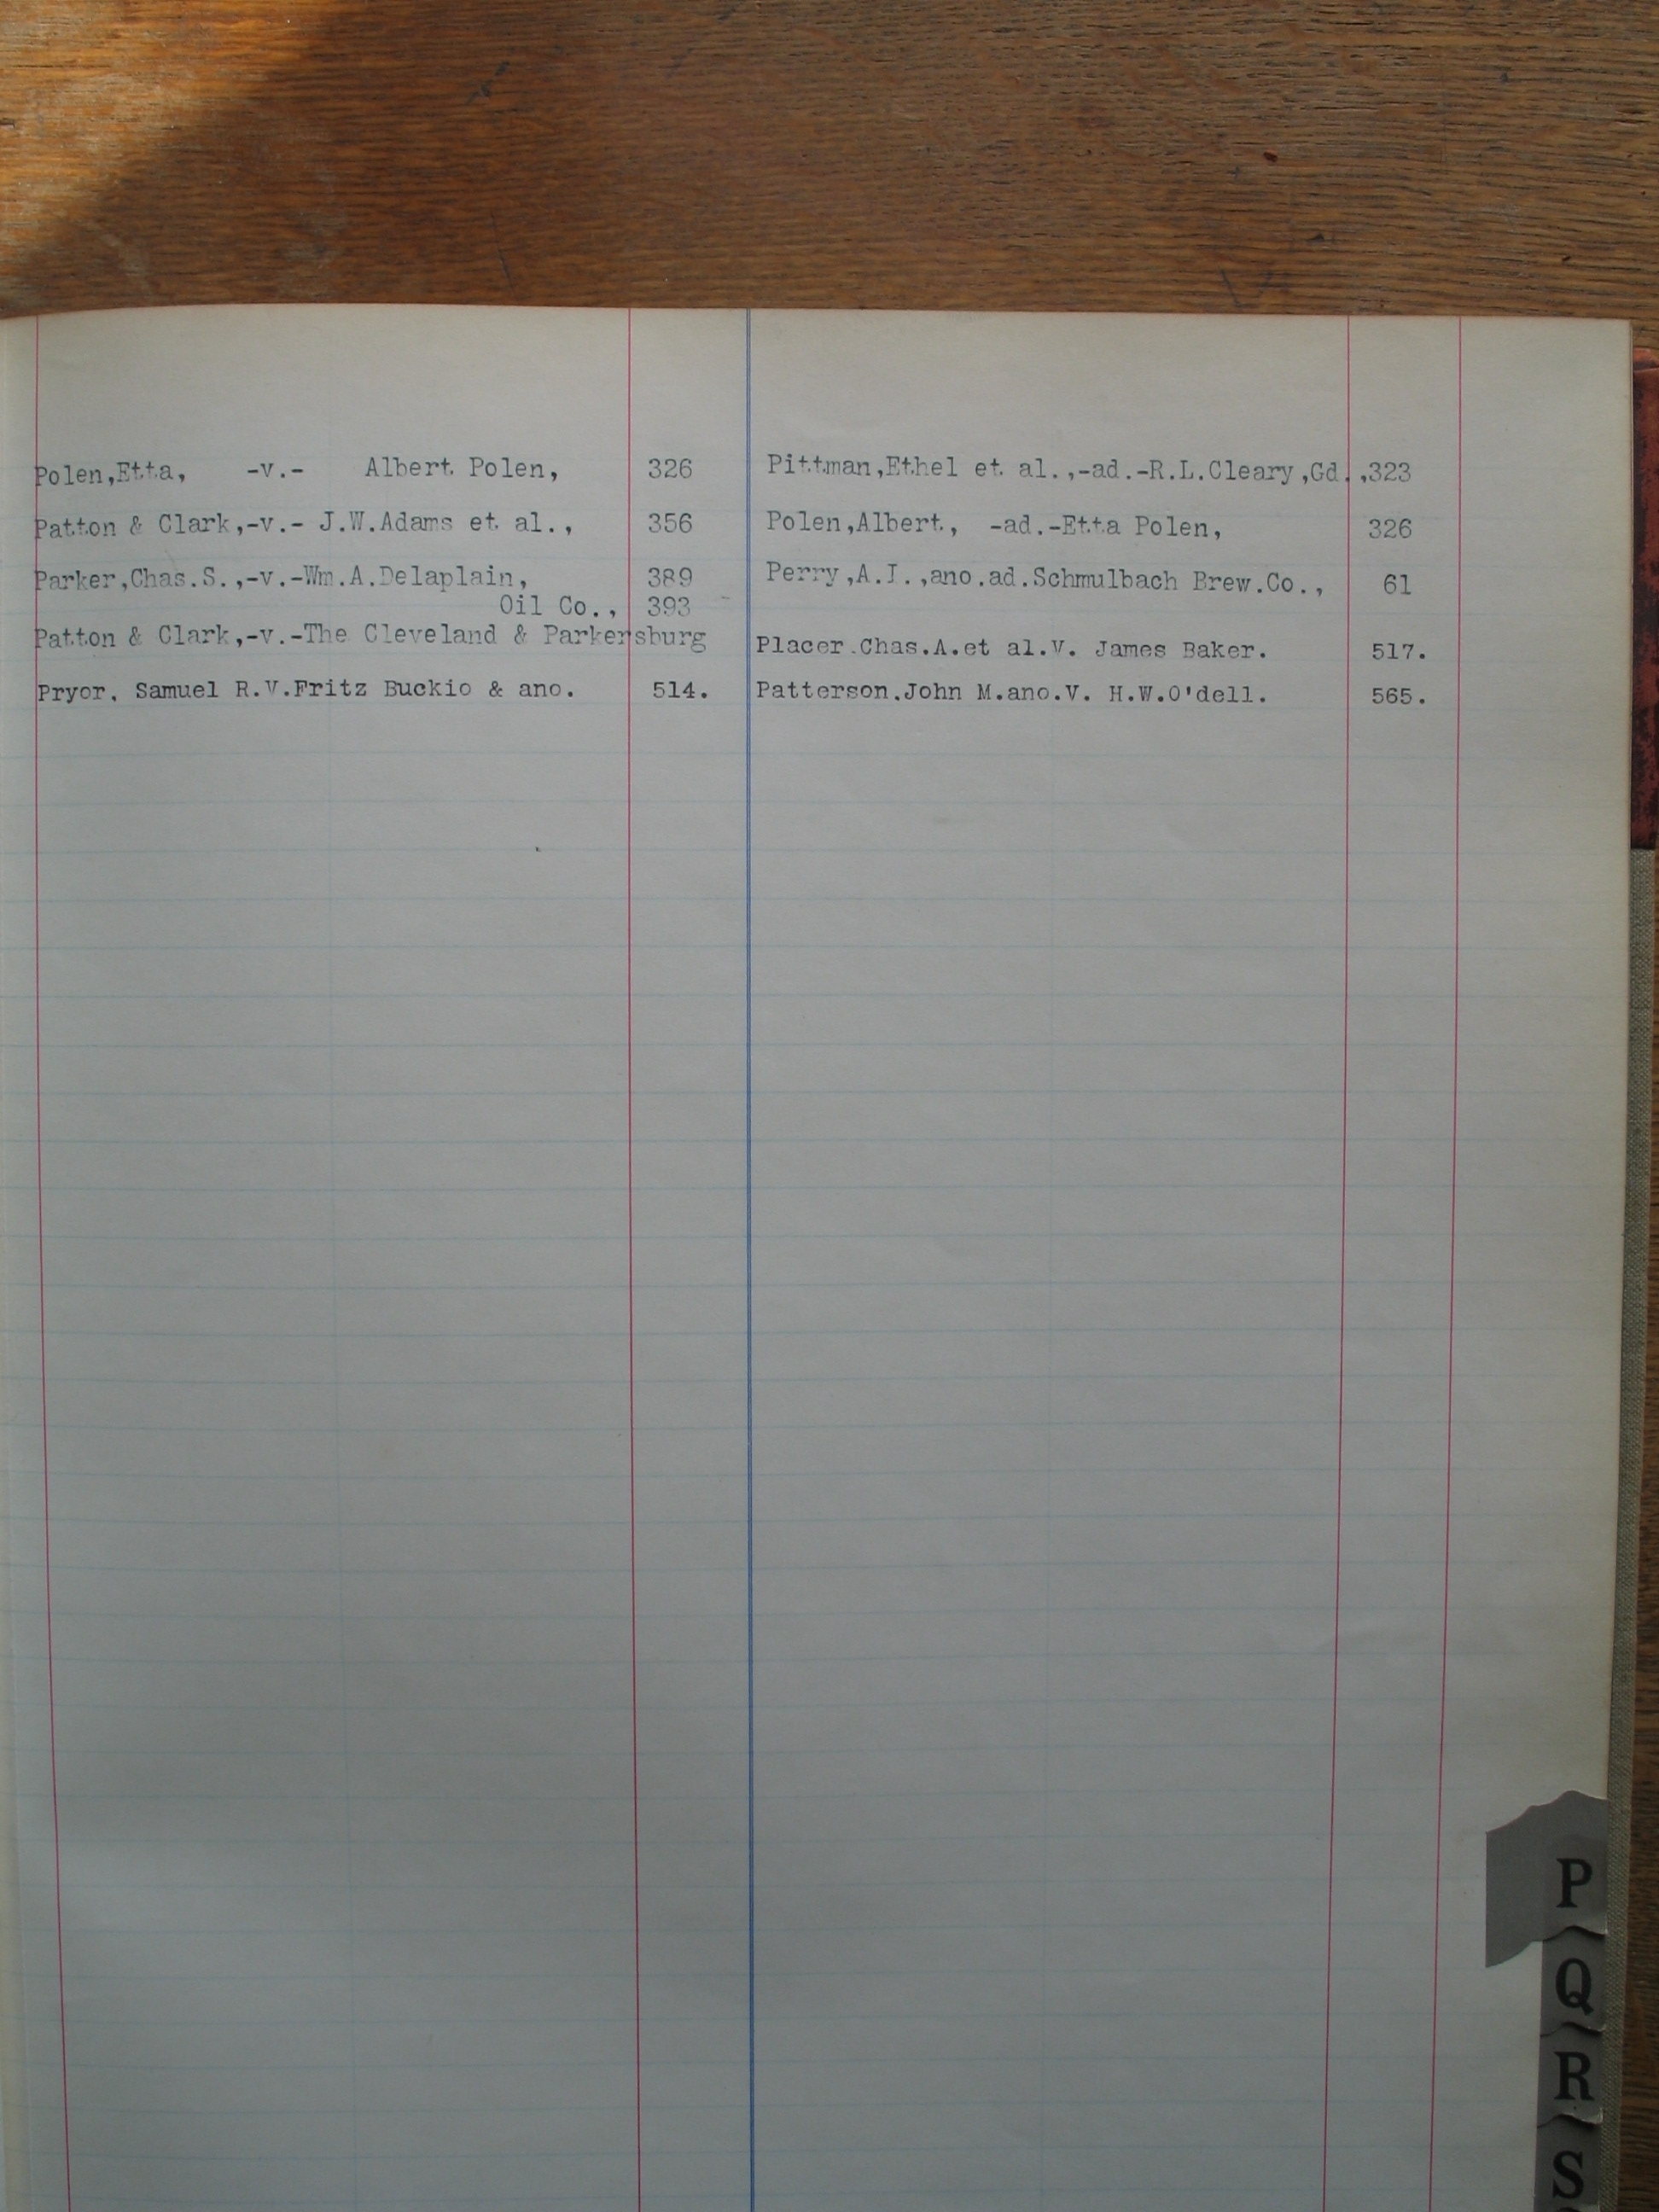 Polen,Etta, -v.- Albert Polen, 326
Patton & Clark,-v.- J.W.Adams et al., 356
Parker,Chas.S.,-v.-Wm.A.Delaplain, 389
Oil Co., 393
Patton & Clark,-v.-The Cleveland & Parkersburg
Pryor, Samuel R.V.Fritz Buckio & ano. 514.
Pittman,Ethel et al.,-ad.-R.L.Cleary,Gd.,323
Polen,Albert, -ad.-Etta Polen, 326
Perry,A.J.,ano.ad.Schmulbach Brew.Co., 61
Placer.Chas.A.et al.V. James Baker. 517.
Patterson.John M.ano.V. H.W.O'dell. 565.
P
Q
R
S